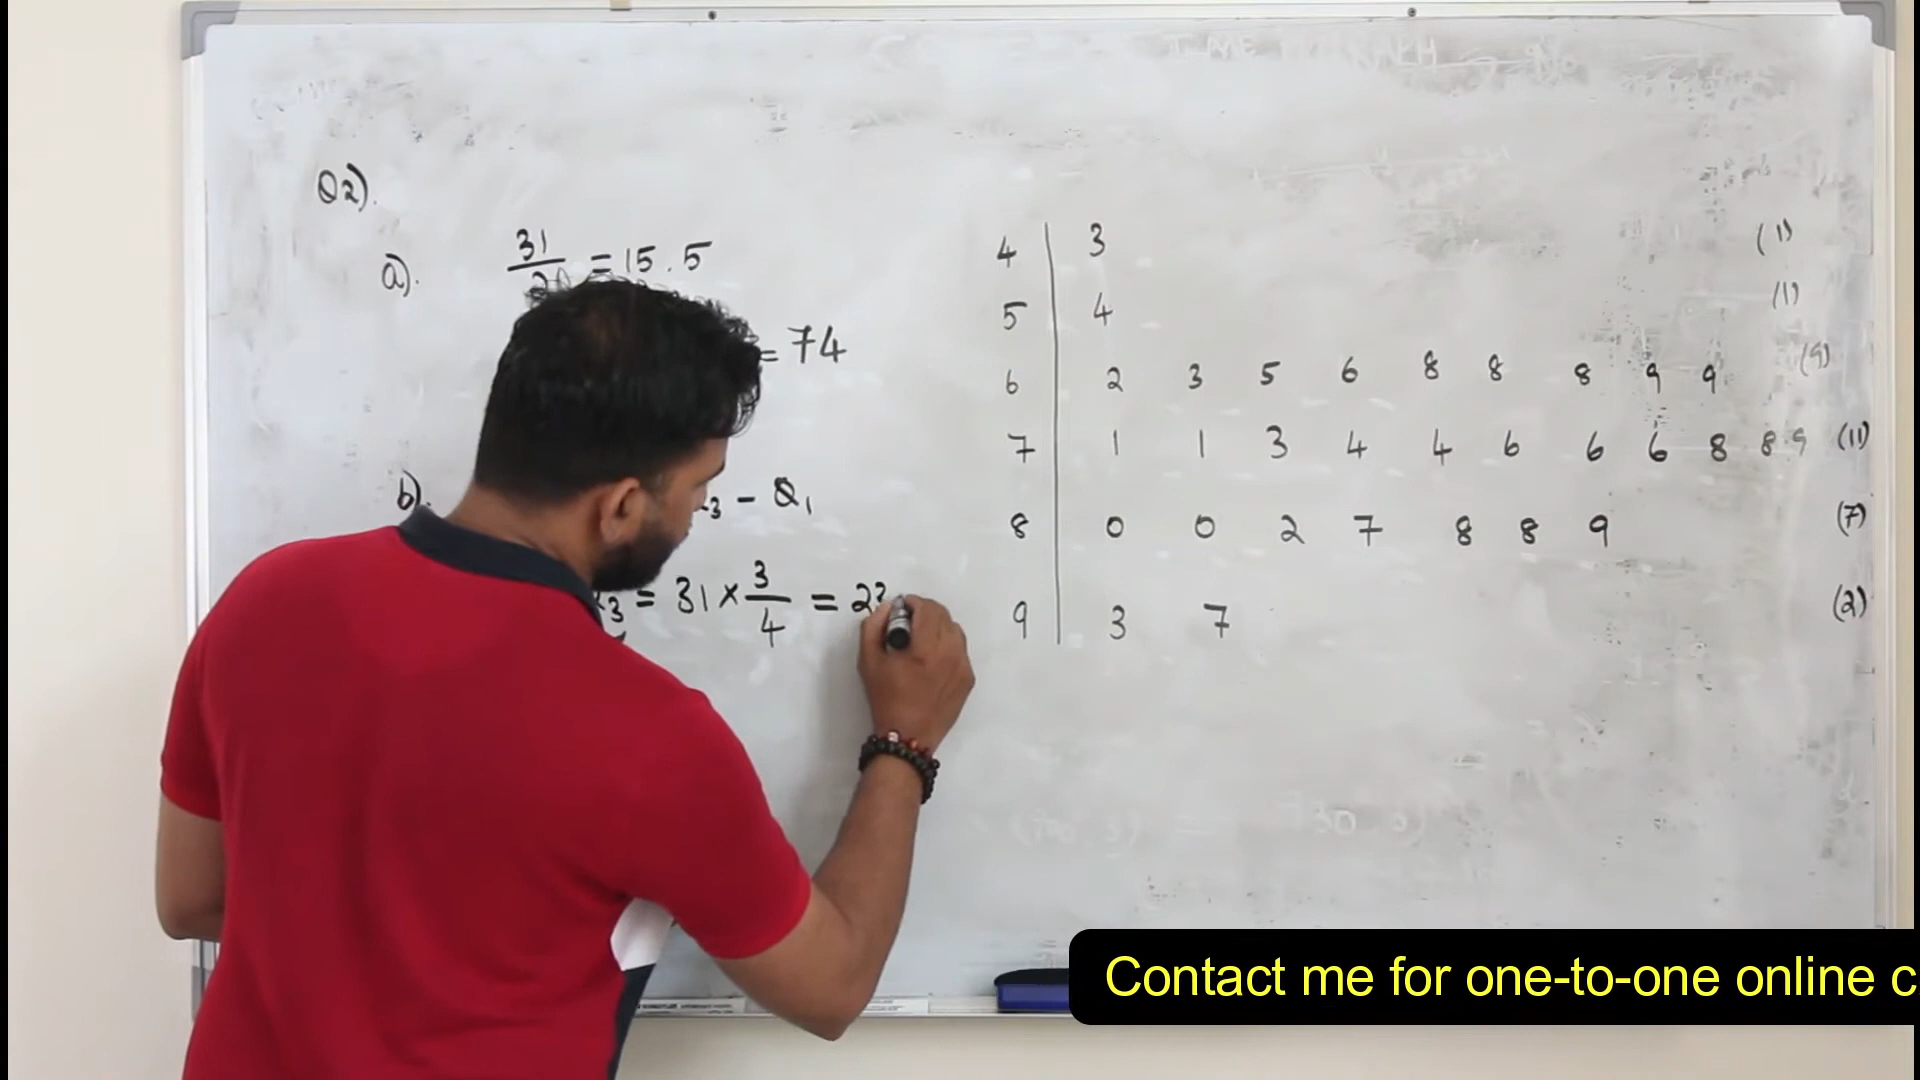 Q2).
a). 31 = 15.5
= 74
b). 3 - Q1
3 = 31 × 3/4 = 23
4 | 3 (1)
5 | 4 (1)
6 | 2 3 5 6 8 8 8 9 9 (9)
7 | 1 1 3 4 4 6 6 6 8 8 9 (11)
8 | 0 0 2 7 8 8 9 (7)
9 | 3 7 (2)
Contact me for one-to-one online c